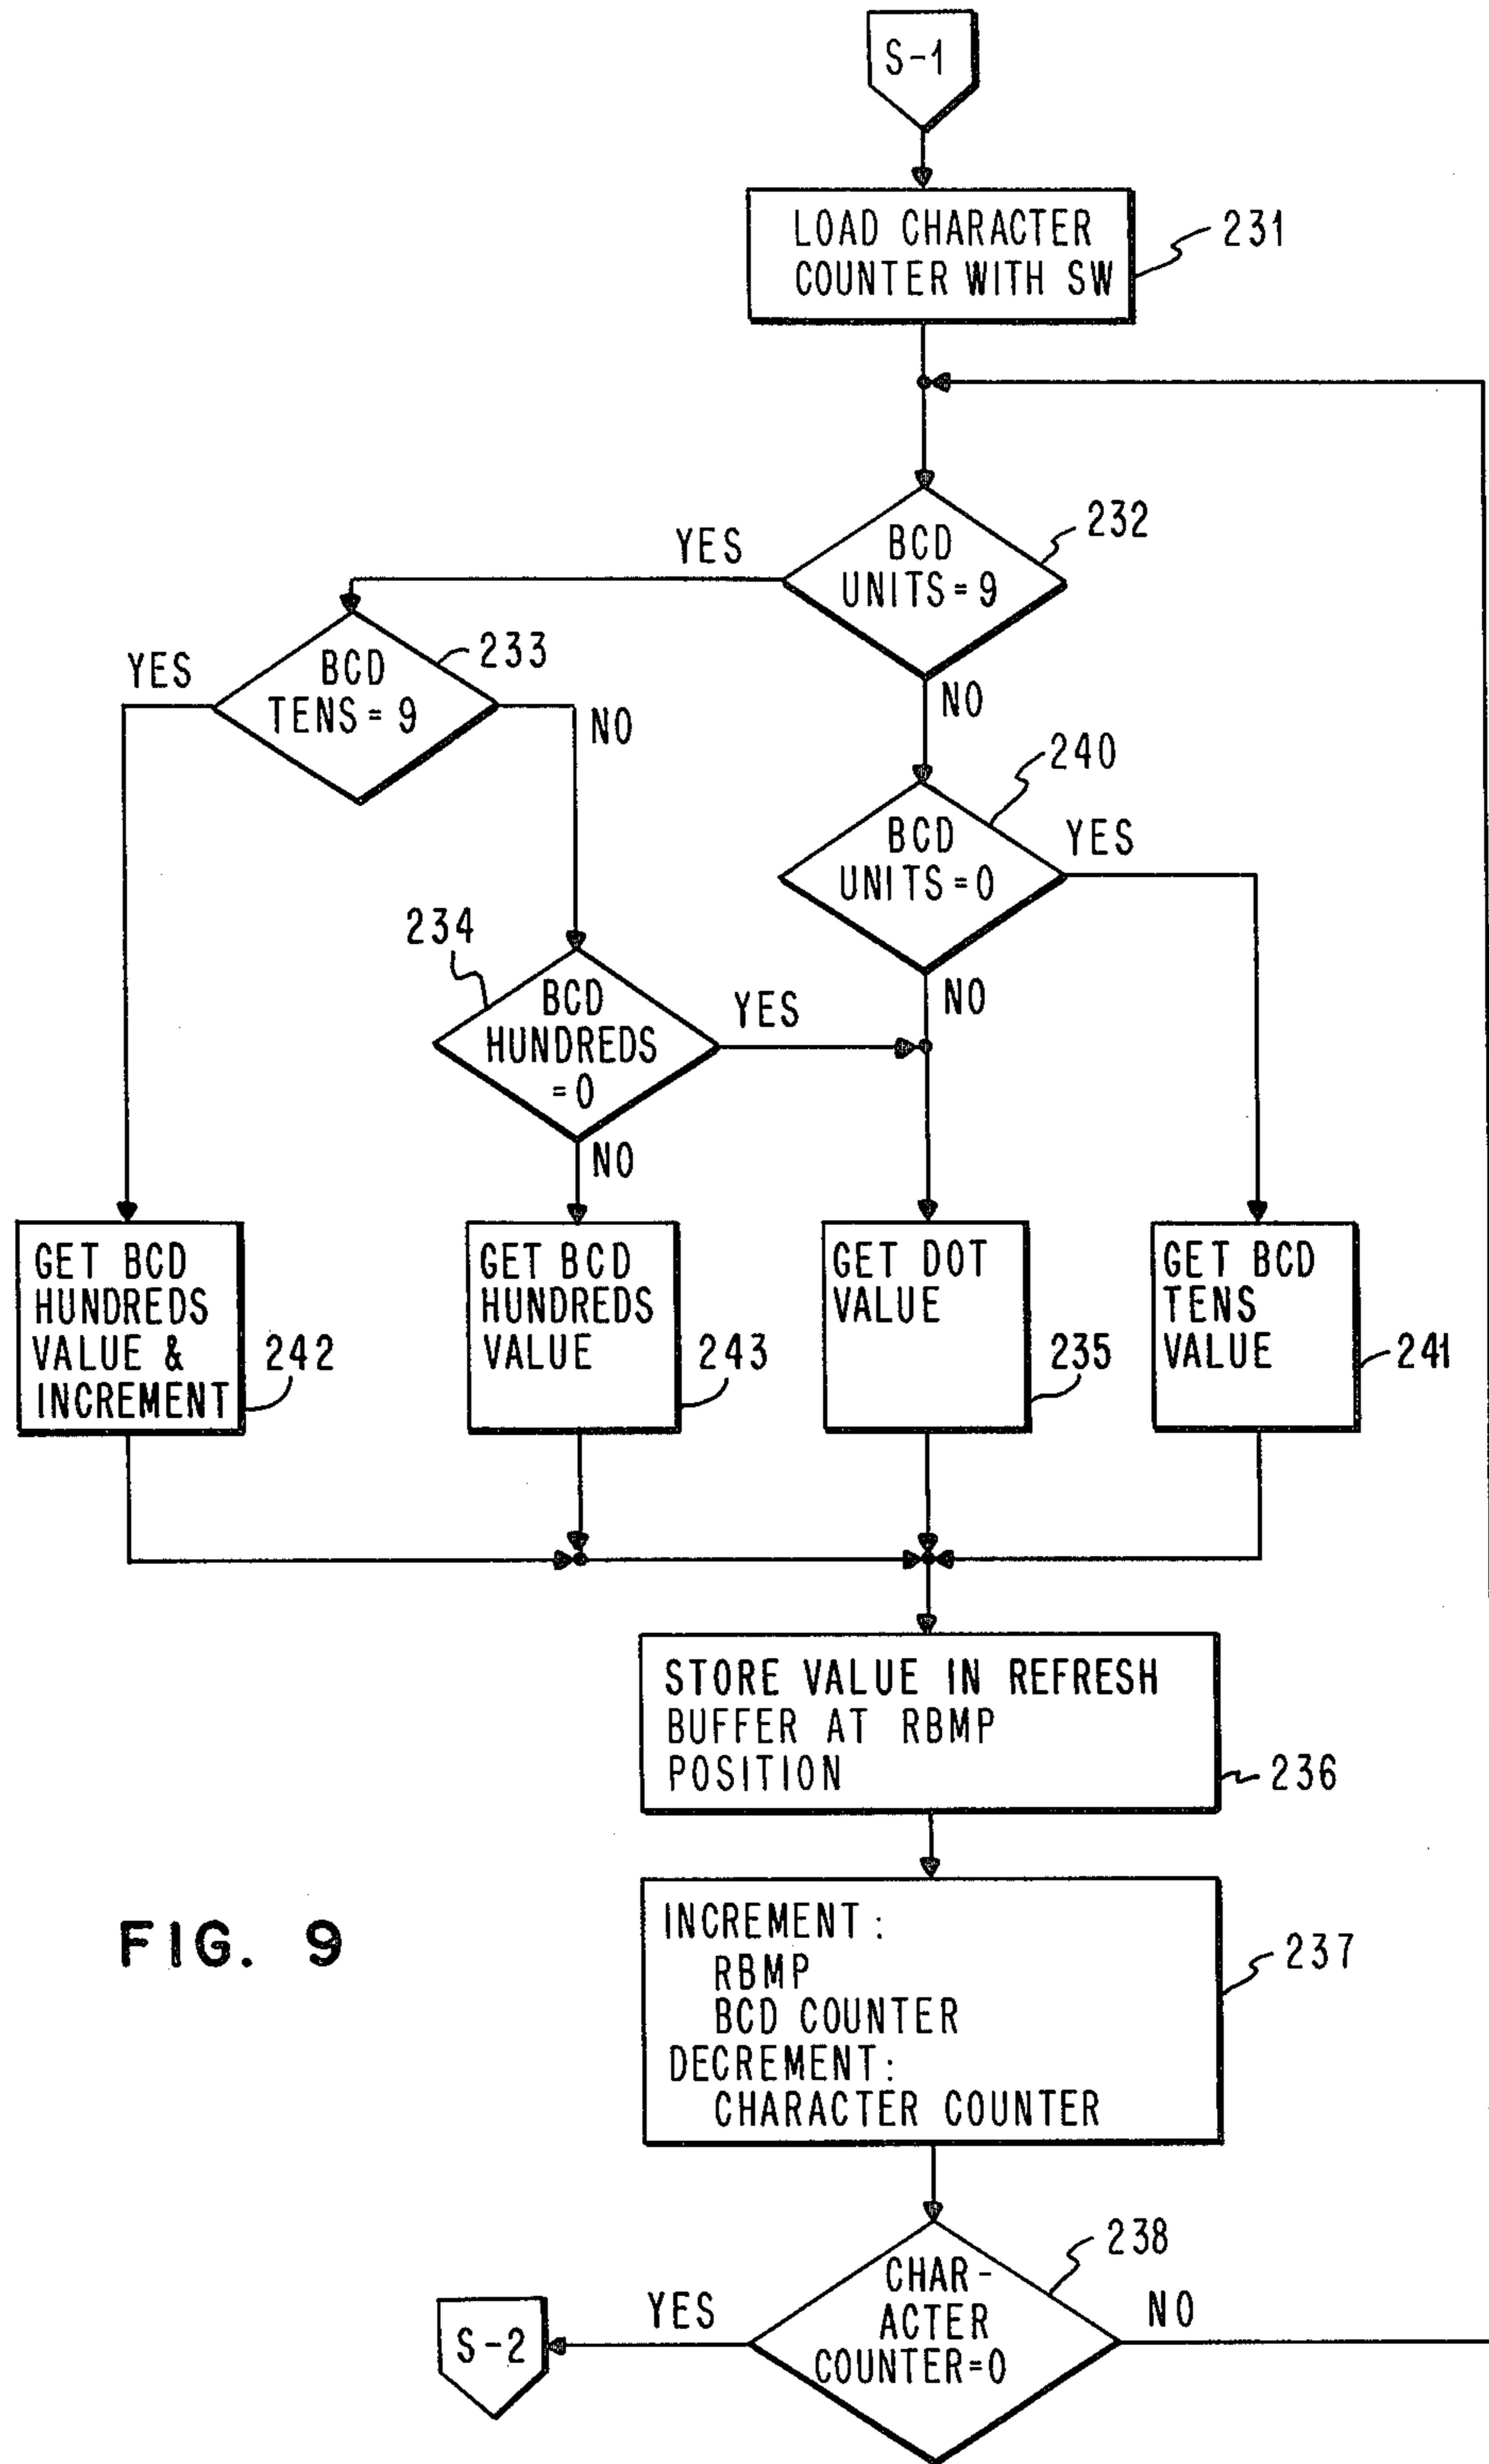 S-1
LOAD CHARACTER
COUNTER WITH SW
231
BCD
UNITS = 9
232
YES
NO
BCD
TENS = 9
233
YES
NO
BCD
UNITS = 0
240
YES
NO
234
BCD
HUNDREDS
= 0
YES
NO
GET BCD
HUNDREDS
VALUE &
INCREMENT
242
GET BCD
HUNDREDS
VALUE
243
GET DOT
VALUE
235
GET BCD
TENS
VALUE
241
STORE VALUE IN REFRESH
BUFFER AT RBMP
POSITION
236
INCREMENT:
RBMP
BCD COUNTER
DECREMENT:
CHARACTER COUNTER
237
FIG. 9
CHAR-
ACTER
COUNTER=0
238
YES
NO
S-2